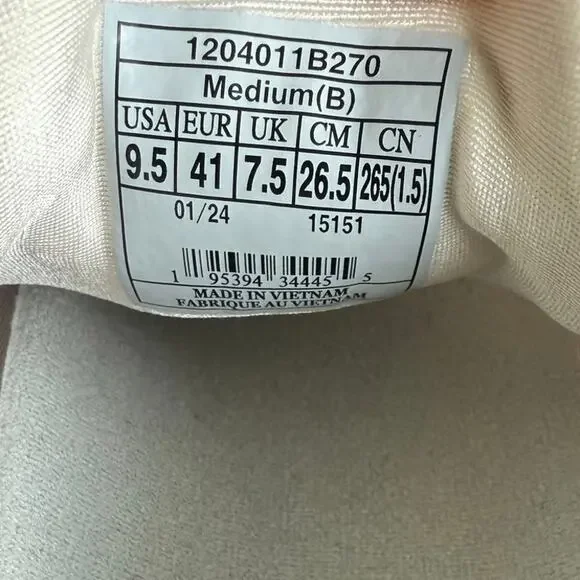 1204011B270
Medium(B)
USA EUR UK CM CN
9.5 41 7.5 26.5 265(1.5)
01/24 15151
1 95394 34445 5
MADE IN VIETNAM
FABRIQUE AU VIETNAM